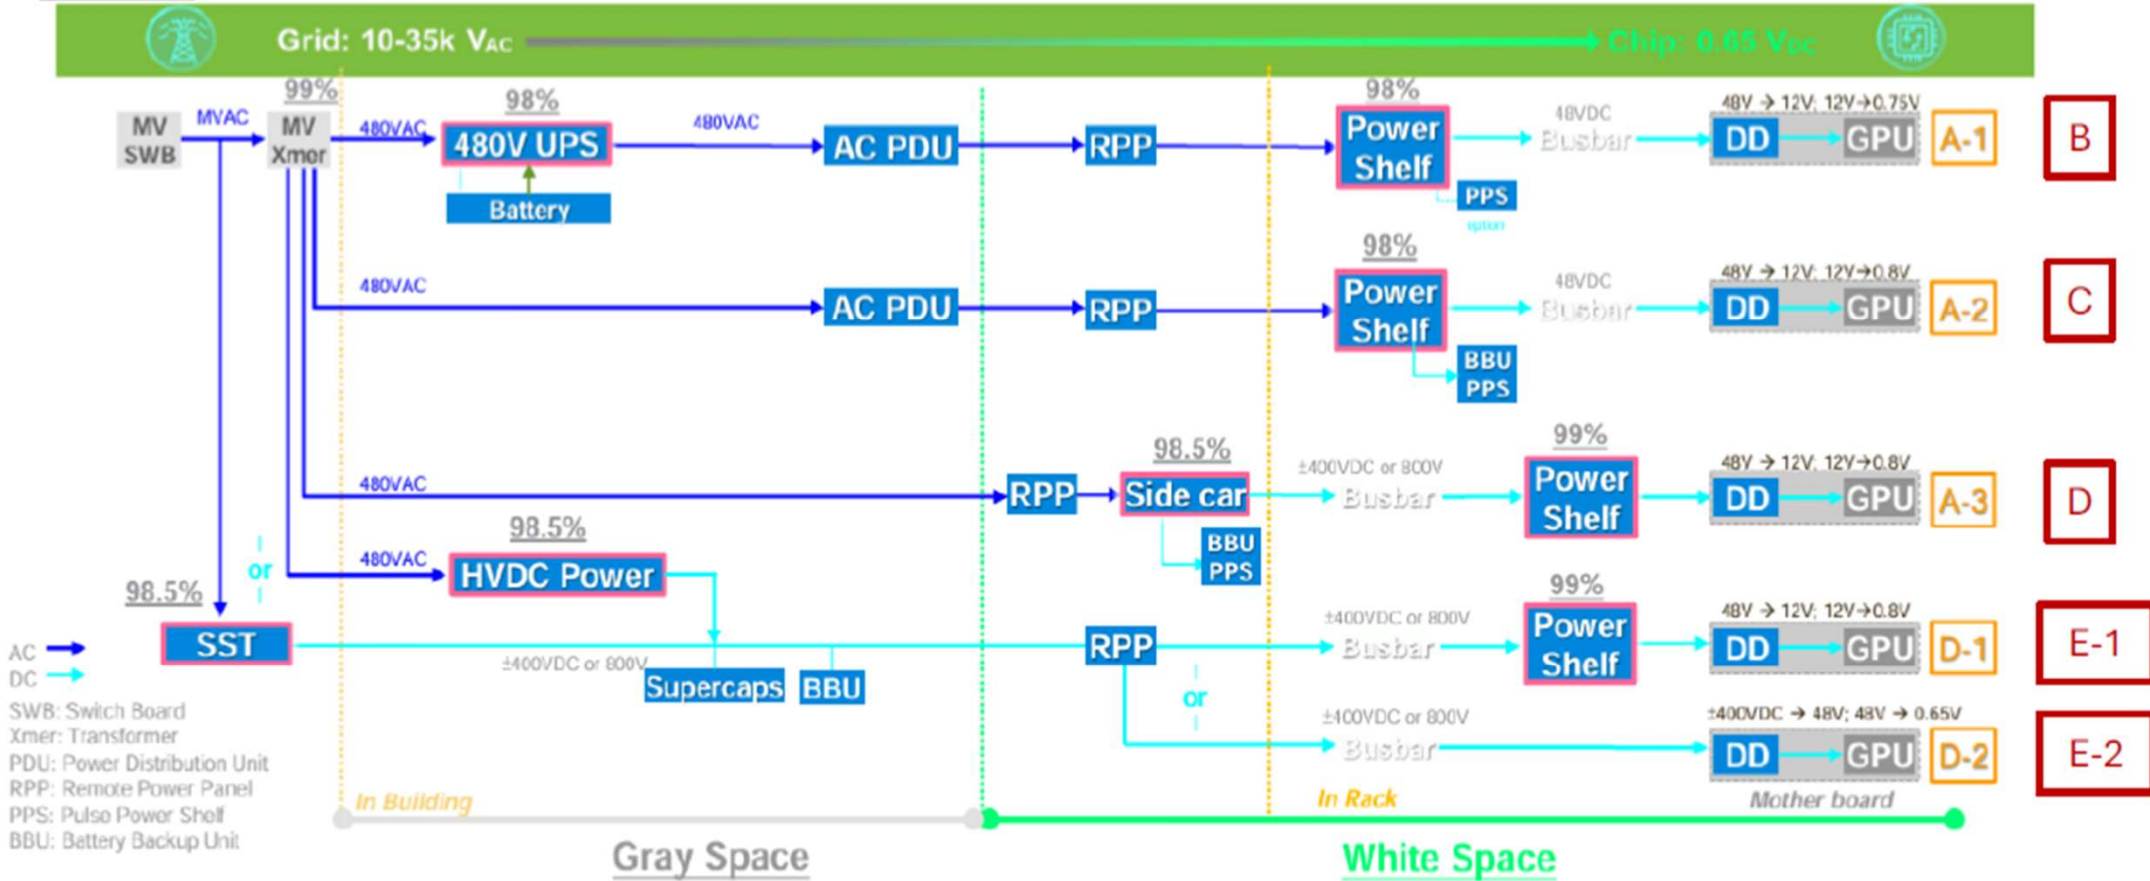 Grid: 10-35k VAC
Chip: 0.65 VDC
99%
98%
98%
48V → 12V; 12V→0.75V
MV
SWB
MVAC
MV
Xmer
480VAC
480V UPS
480VAC
AC PDU
RPP
Power
Shelf
48VDC
Busbar
DD
GPU
A-1
B
Battery
PPS
option
98%
48V → 12V; 12V→0.8V
480VAC
AC PDU
RPP
Power
Shelf
48VDC
Busbar
DD
GPU
A-2
C
BBU
PPS
98.5%
99%
48V → 12V; 12V→0.8V
480VAC
RPP
Side car
±400VDC or 800V
Busbar
Power
Shelf
DD
GPU
A-3
D
BBU
PPS
98.5%
480VAC
HVDC Power
or
98.5%
99%
48V → 12V; 12V→0.8V
SST
±400VDC or 800V
Supercaps
BBU
RPP
±400VDC or 800V
Busbar
Power
Shelf
DD
GPU
D-1
E-1
or
±400VDC or 800V
Busbar
±400VDC → 48V; 48V → 0.65V
DD
GPU
D-2
E-2
AC
DC
SWB: Switch Board
Xmer: Transformer
PDU: Power Distribution Unit
RPP: Remote Power Panel
PPS: Pulse Power Shelf
BBU: Battery Backup Unit
In Building
In Rack
Mother board
Gray Space
White Space